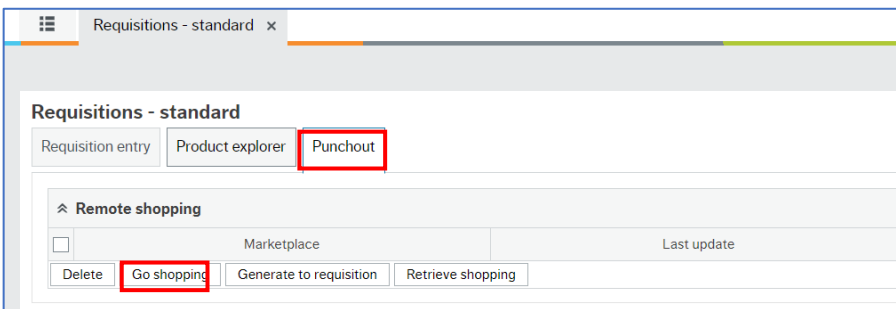 Requisitions - standard ×
Requisitions - standard
Requisition entry Product explorer Punchout
Remote shopping
Marketplace Last update
Delete Go shopping Generate to requisition Retrieve shopping